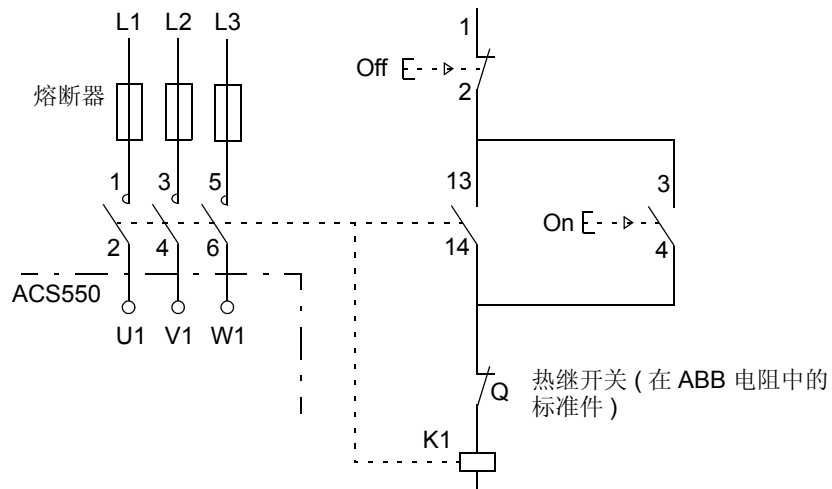 L1 L2 L3
1
Off
2
熔断器
1 3 5
13
3
On
2 4 6
14
4
ACS550
U1 V1 W1
Q
热继开关 ( 在 ABB 电阻中的
标准件 )
K1